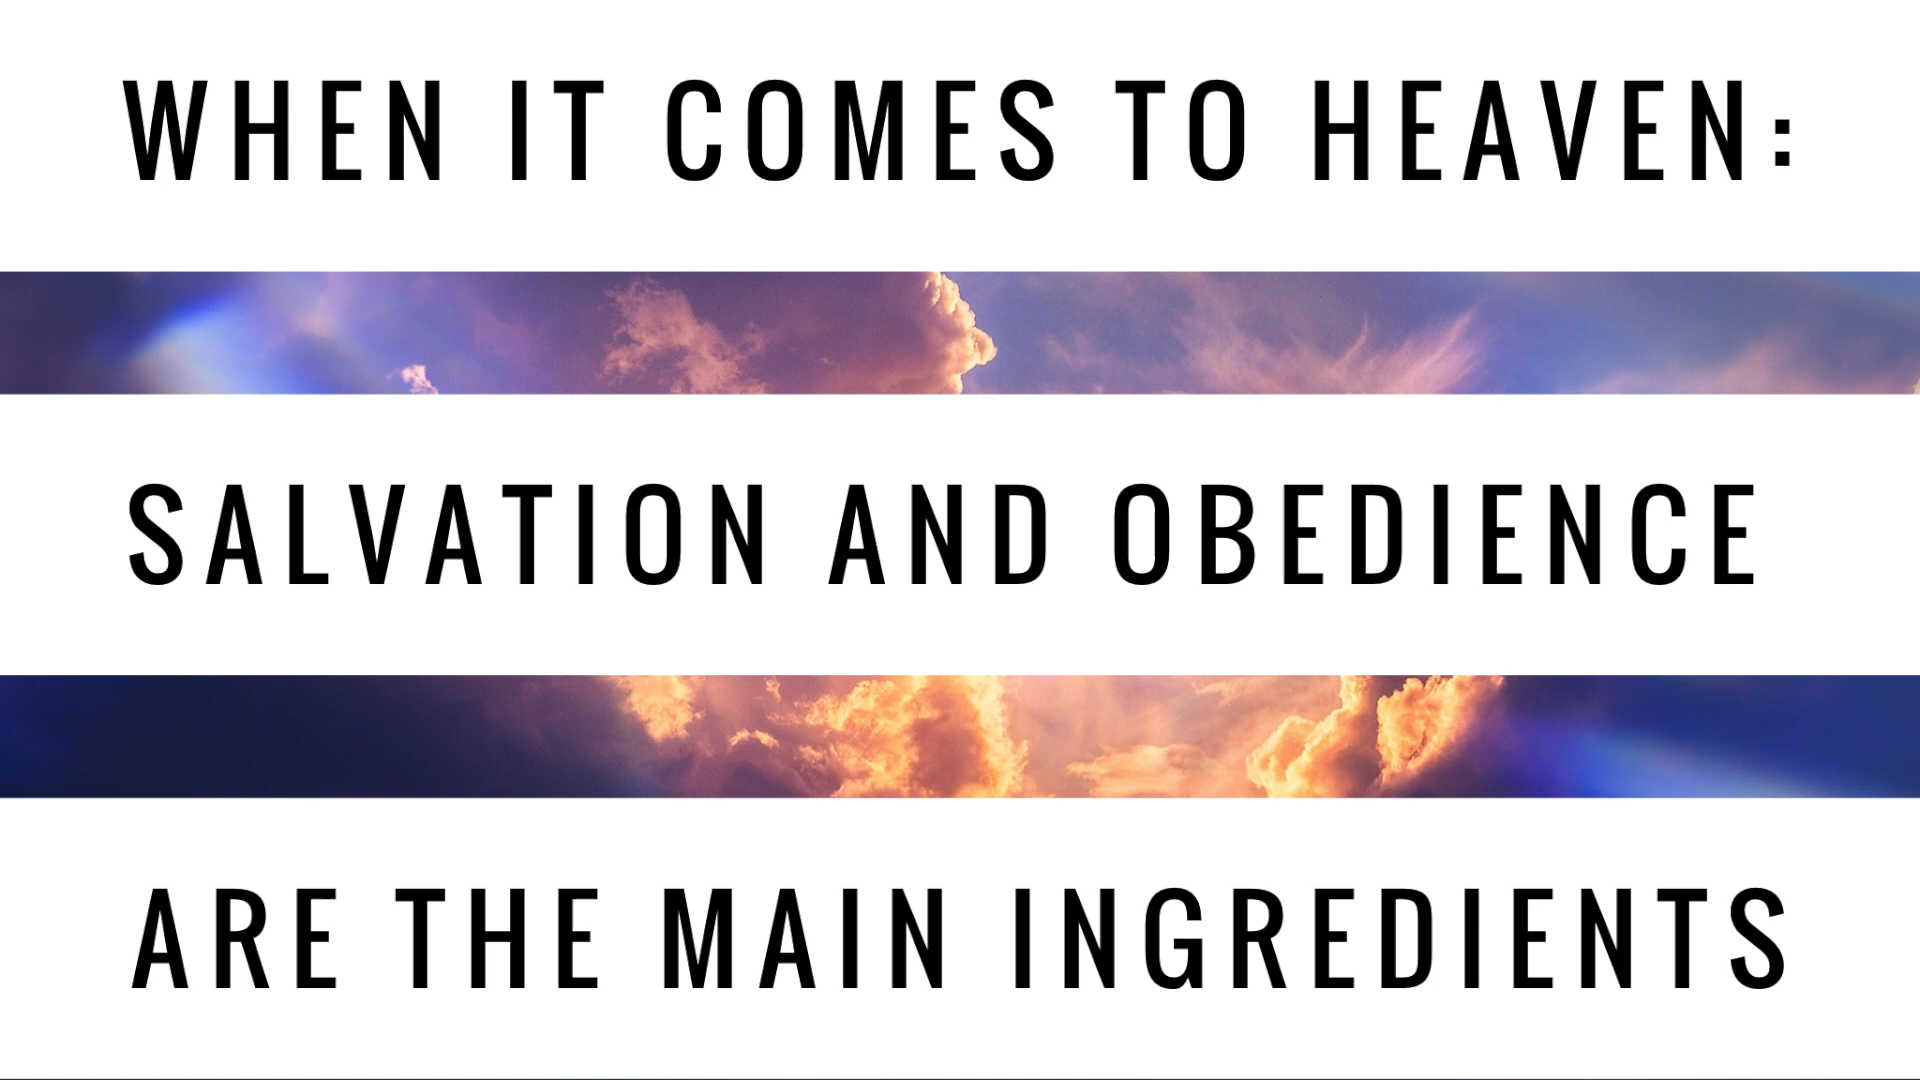 WHEN IT COMES TO HEAVEN:
SALVATION AND OBEDIENCE
ARE THE MAIN INGREDIENTS